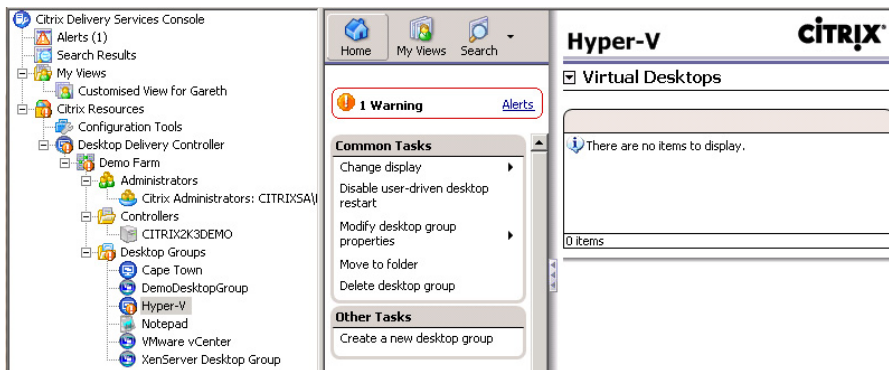 Citrix Delivery Services Console
Alerts (1)
Search Results
My Views
Customised View for Gareth
Citrix Resources
Configuration Tools
Desktop Delivery Controller
Demo Farm
Administrators
Citrix Administrators: CITRIXSA\
Controllers
CITRIX2K3DEMO
Desktop Groups
Cape Town
DemoDesktopGroup
Hyper-V
Notepad
VMware vCenter
XenServer Desktop Group
Home My Views Search
1 Warning Alerts
Common Tasks
Change display
Disable user-driven desktop
restart
Modify desktop group
properties
Move to folder
Delete desktop group
Other Tasks
Create a new desktop group
Hyper-V CITRIX
Virtual Desktops
There are no items to display.
0 items